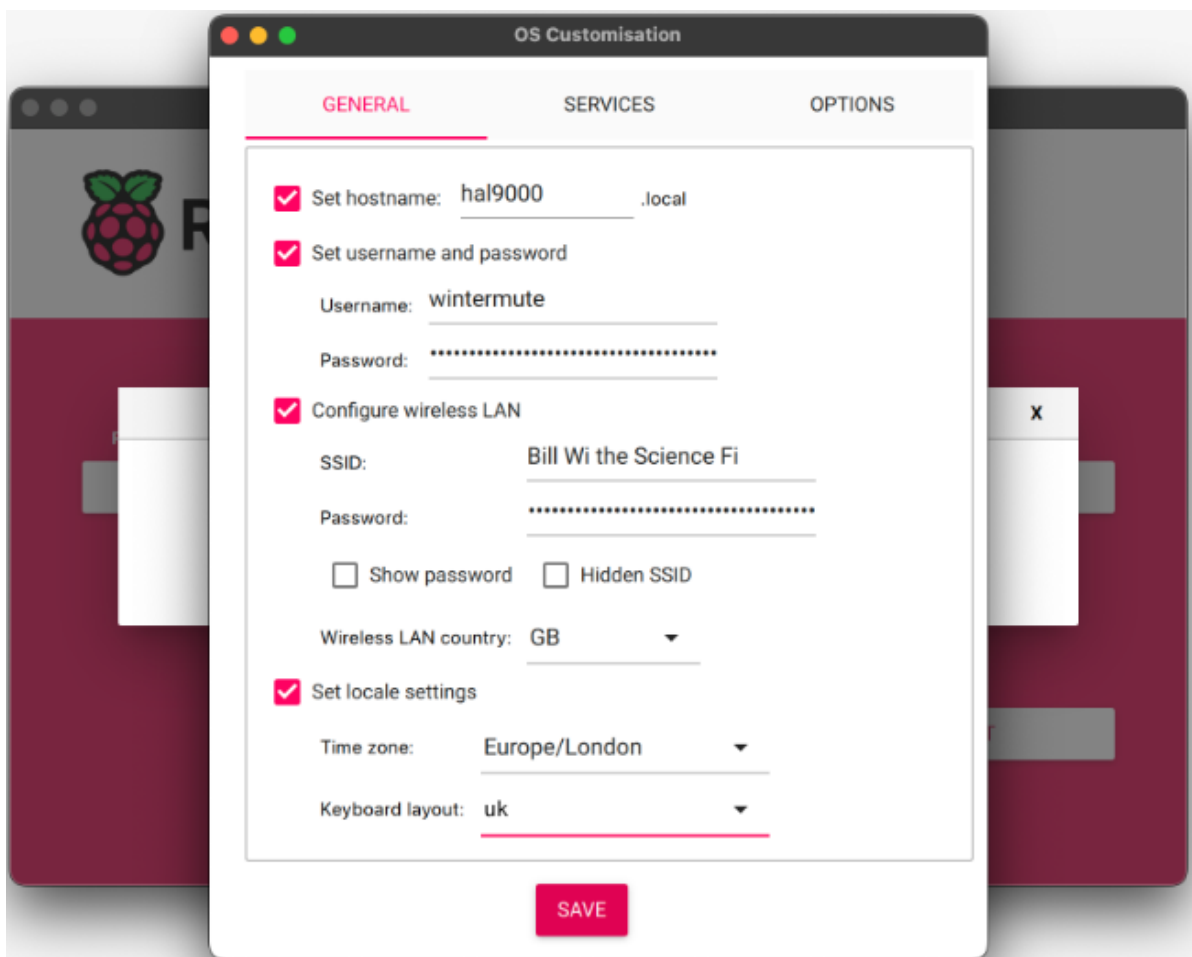 OS Customisation
GENERAL SERVICES OPTIONS
Set hostname: hal9000 .local
Set username and password
Username: wintermute
Password: ••••••••••••••••••••••••••••••••••••••
Configure wireless LAN
X
SSID: Bill Wi the Science Fi
Password: ••••••••••••••••••••••••••••••••••••••
Show password Hidden SSID
Wireless LAN country: GB
Set locale settings
Time zone: Europe/London
Keyboard layout: uk
SAVE